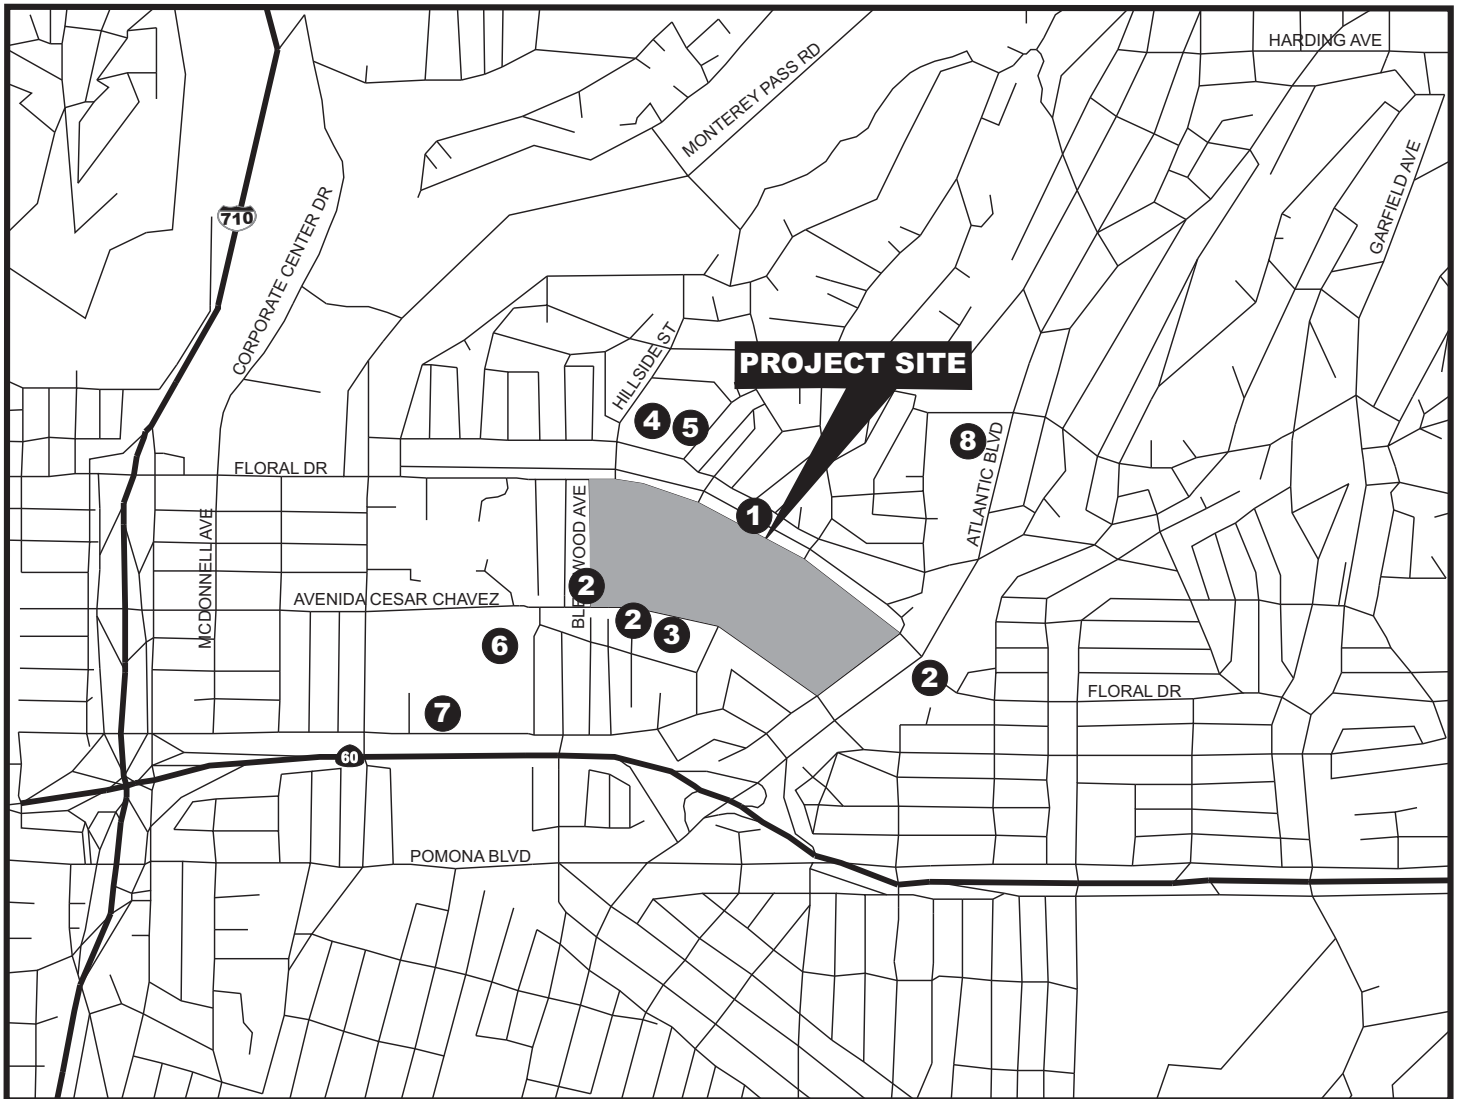 HARDING AVE
MONTEREY PASS RD
GARFIELD AVE
710
CORPORATE CENTER DR
HILLSIDE ST
PROJECT SITE
4
5
8
ATLANTIC BLVD
FLORAL DR
MCDONNELL AVE
WOOD AVE
1
2
AVENIDA CESAR CHAVEZ
2
3
6
2
FLORAL DR
7
60
POMONA BLVD